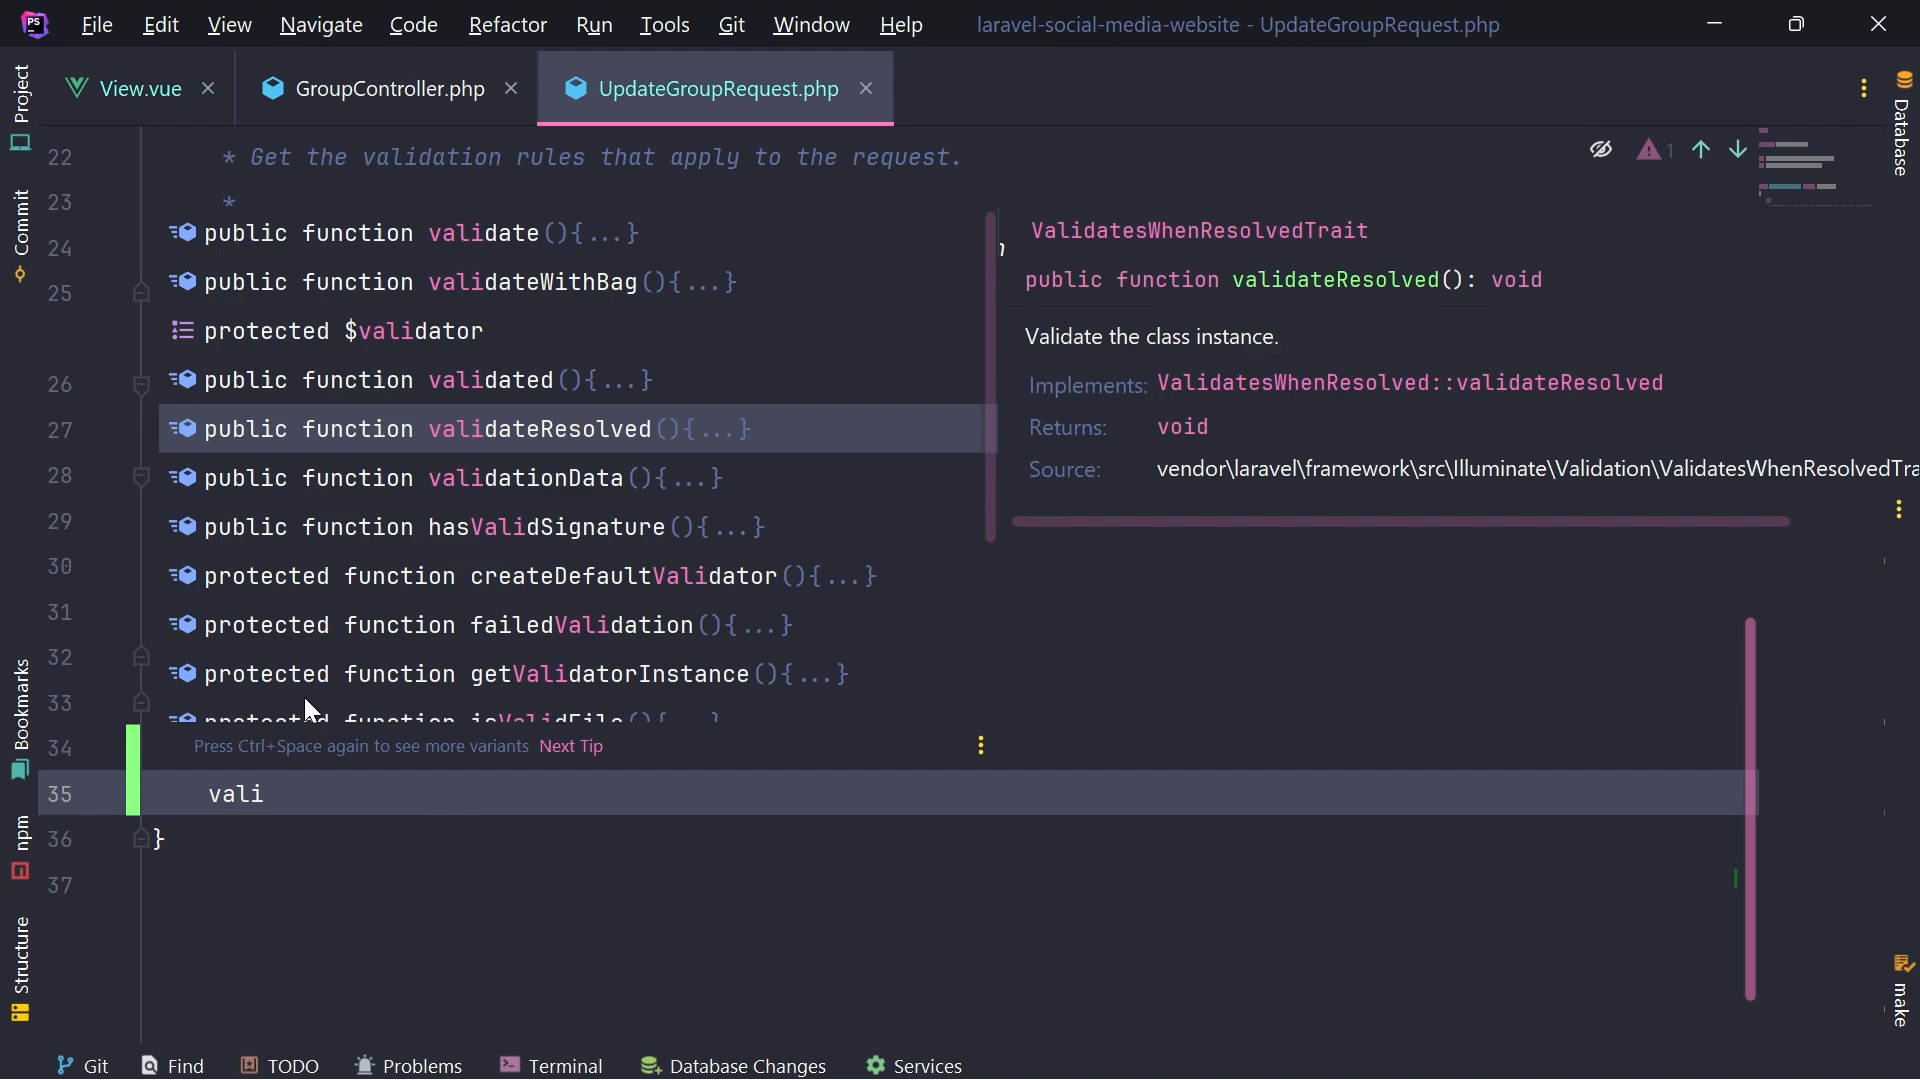 PS File Edit View Navigate Code Refactor Run Tools Git Window Help laravel-social-media-website - UpdateGroupRequest.php
Project
Commit
Bookmarks
npm
Structure
View.vue GroupController.php UpdateGroupRequest.php
Database
make
22 * Get the validation rules that apply to the request. 1
23 *
24 public function validate(){...}
25 public function validateWithBag(){...}
protected $validator
26 public function validated(){...}
27 public function validateResolved(){...}
28 public function validationData(){...}
29 public function hasValidSignature(){...}
30 protected function createDefaultValidator(){...}
31 protected function failedValidation(){...}
32 protected function getValidatorInstance(){...}
33 protected function isValidFile(){...}
ValidatesWhenResolvedTrait
public function validateResolved(): void
Validate the class instance.
Implements: ValidatesWhenResolved::validateResolved
Returns: void
Source: vendor\laravel\framework\src\Illuminate\Validation\ValidatesWhenResolvedTra
34 Press Ctrl+Space again to see more variants Next Tip
35 vali
36 }
37
Git Find TODO Problems Terminal Database Changes Services